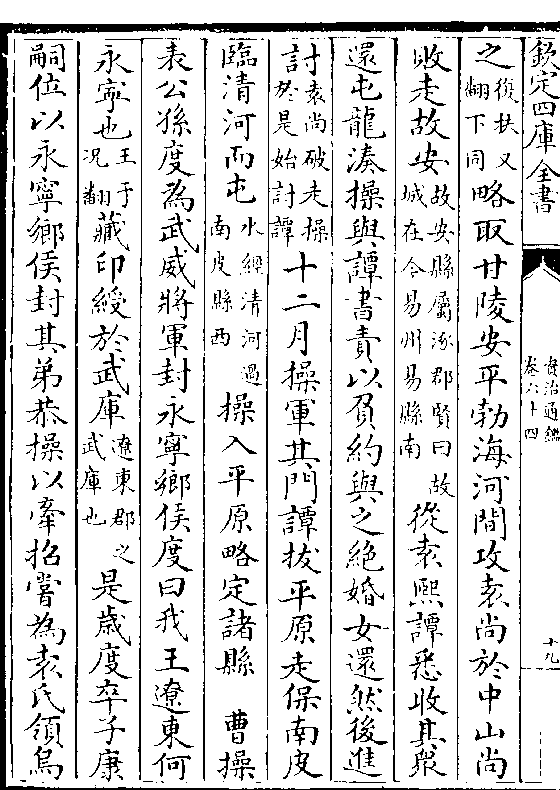 欽定四庫全書
資治通鑑
卷六十四
十九
之復扶又翻下同略取甘陵安平勃海河間攻袁尚於中山尚
敗走故安故安縣屬涿郡賢曰故城在今易州易縣南從袁熙譚悉收其衆
還屯龍湊操與譚書責以負約與之絶婚女還然後進
討袁尚破走操於是始討譚十二月操軍其門譚拔平原走保南皮
臨清河而屯水經清河過南皮縣西操入平原略定諸縣 曹操
表公孫度為武威將軍封永寧鄉侯度曰我王遼東何
永寧也王于况翻藏印綬於武庫遼東郡之武庫也是歲度卒子康
嗣位以永寧鄉侯封其弟恭操以牽招嘗為袁氏領烏